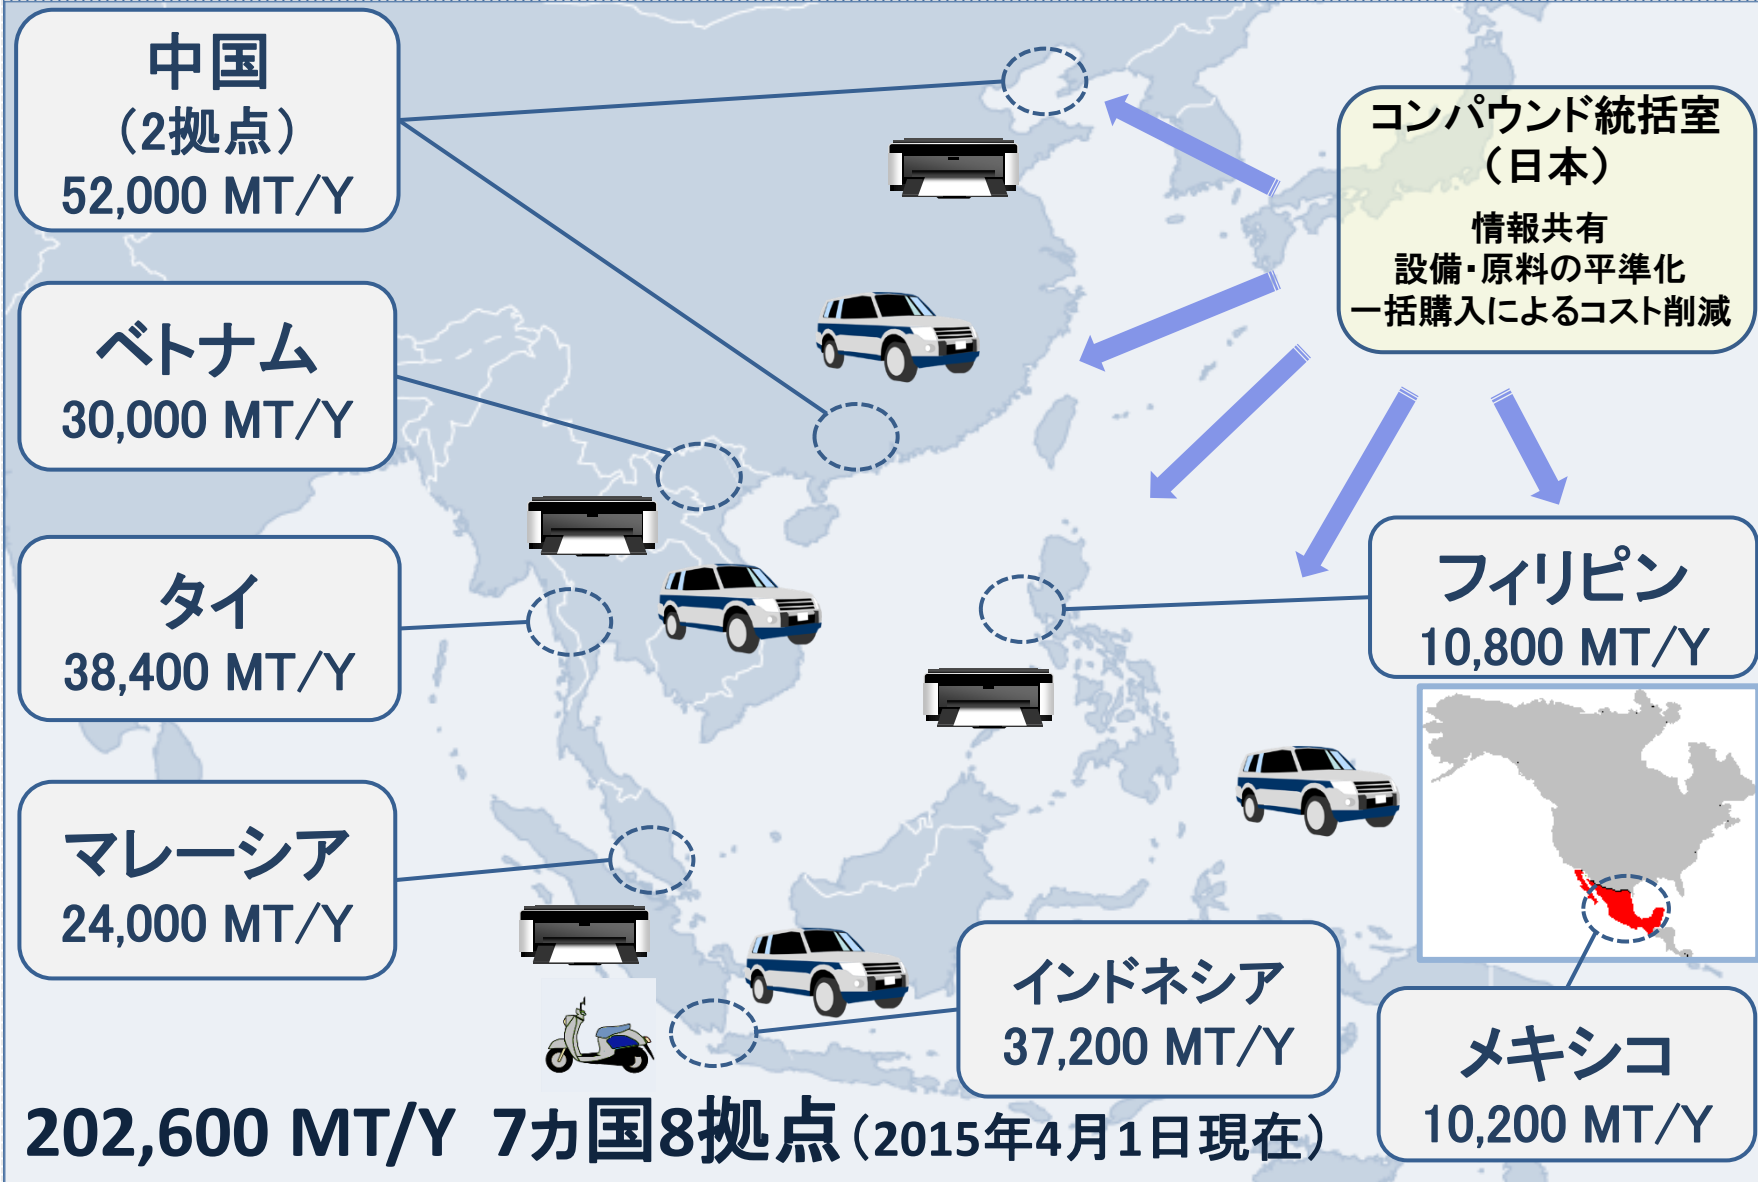 中国
（2拠点）
52,000 MT/Y
ベトナム
30,000 MT/Y
タイ
38,400 MT/Y
マレーシア
24,000 MT/Y
コンパウンド統括室
（日本）
情報共有
設備・原料の平準化
一括購入によるコスト削減
フィリピン
10,800 MT/Y
インドネシア
37,200 MT/Y
メキシコ
10,200 MT/Y
202,600 MT/Y 7カ国8拠点（2015年4月1日現在）